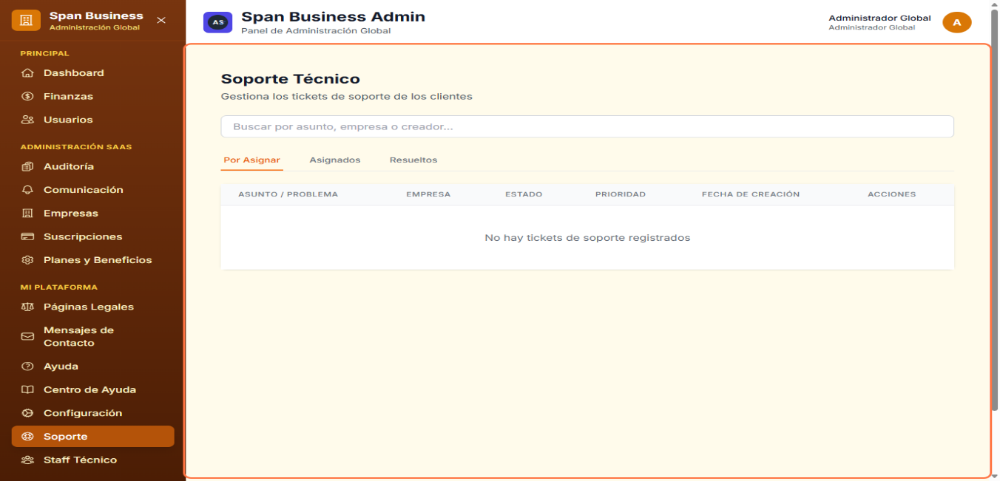 Span Business
Administración Global
PRINCIPAL
Dashboard
Finanzas
Usuarios
ADMINISTRACIÓN SAAS
Auditoría
Comunicación
Empresas
Suscripciones
Planes y Beneficios
MI PLATAFORMA
Páginas Legales
Mensajes de
Contacto
Ayuda
Centro de Ayuda
Configuración
Soporte
Staff Técnico
AS
Span Business Admin
Panel de Administración Global
Administrador Global
Administrador Global
A
Soporte Técnico
Gestiona los tickets de soporte de los clientes
Buscar por asunto, empresa o creador...
Por Asignar Asignados Resueltos
ASUNTO / PROBLEMA EMPRESA ESTADO PRIORIDAD FECHA DE CREACIÓN ACCIONES
No hay tickets de soporte registrados